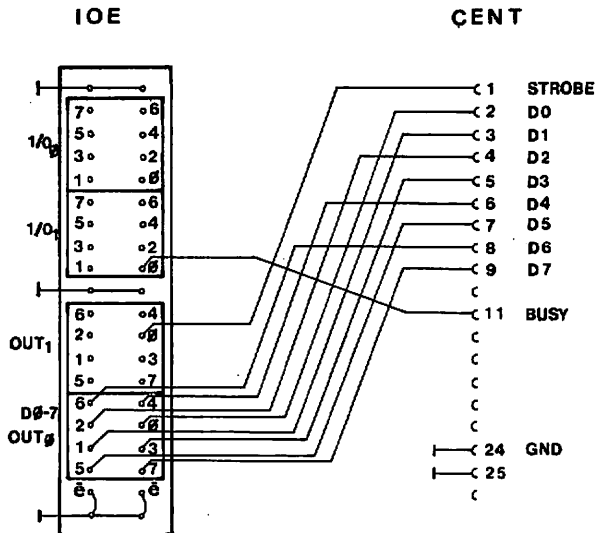 IOE
CENT
7 6
5 4
I/OØ
3 2
1 Ø
7 6
5 4
I/O1
3 2
1 Ø
6 4
2 Ø
OUT1
1 3
5 7
6 4
DØ-7
2 Ø
OUTØ
1 3
5 7
ē ē
1 STROBE
2 D0
3 D1
4 D2
5 D3
6 D4
7 D5
8 D6
9 D7
11 BUSY
24 GND
25